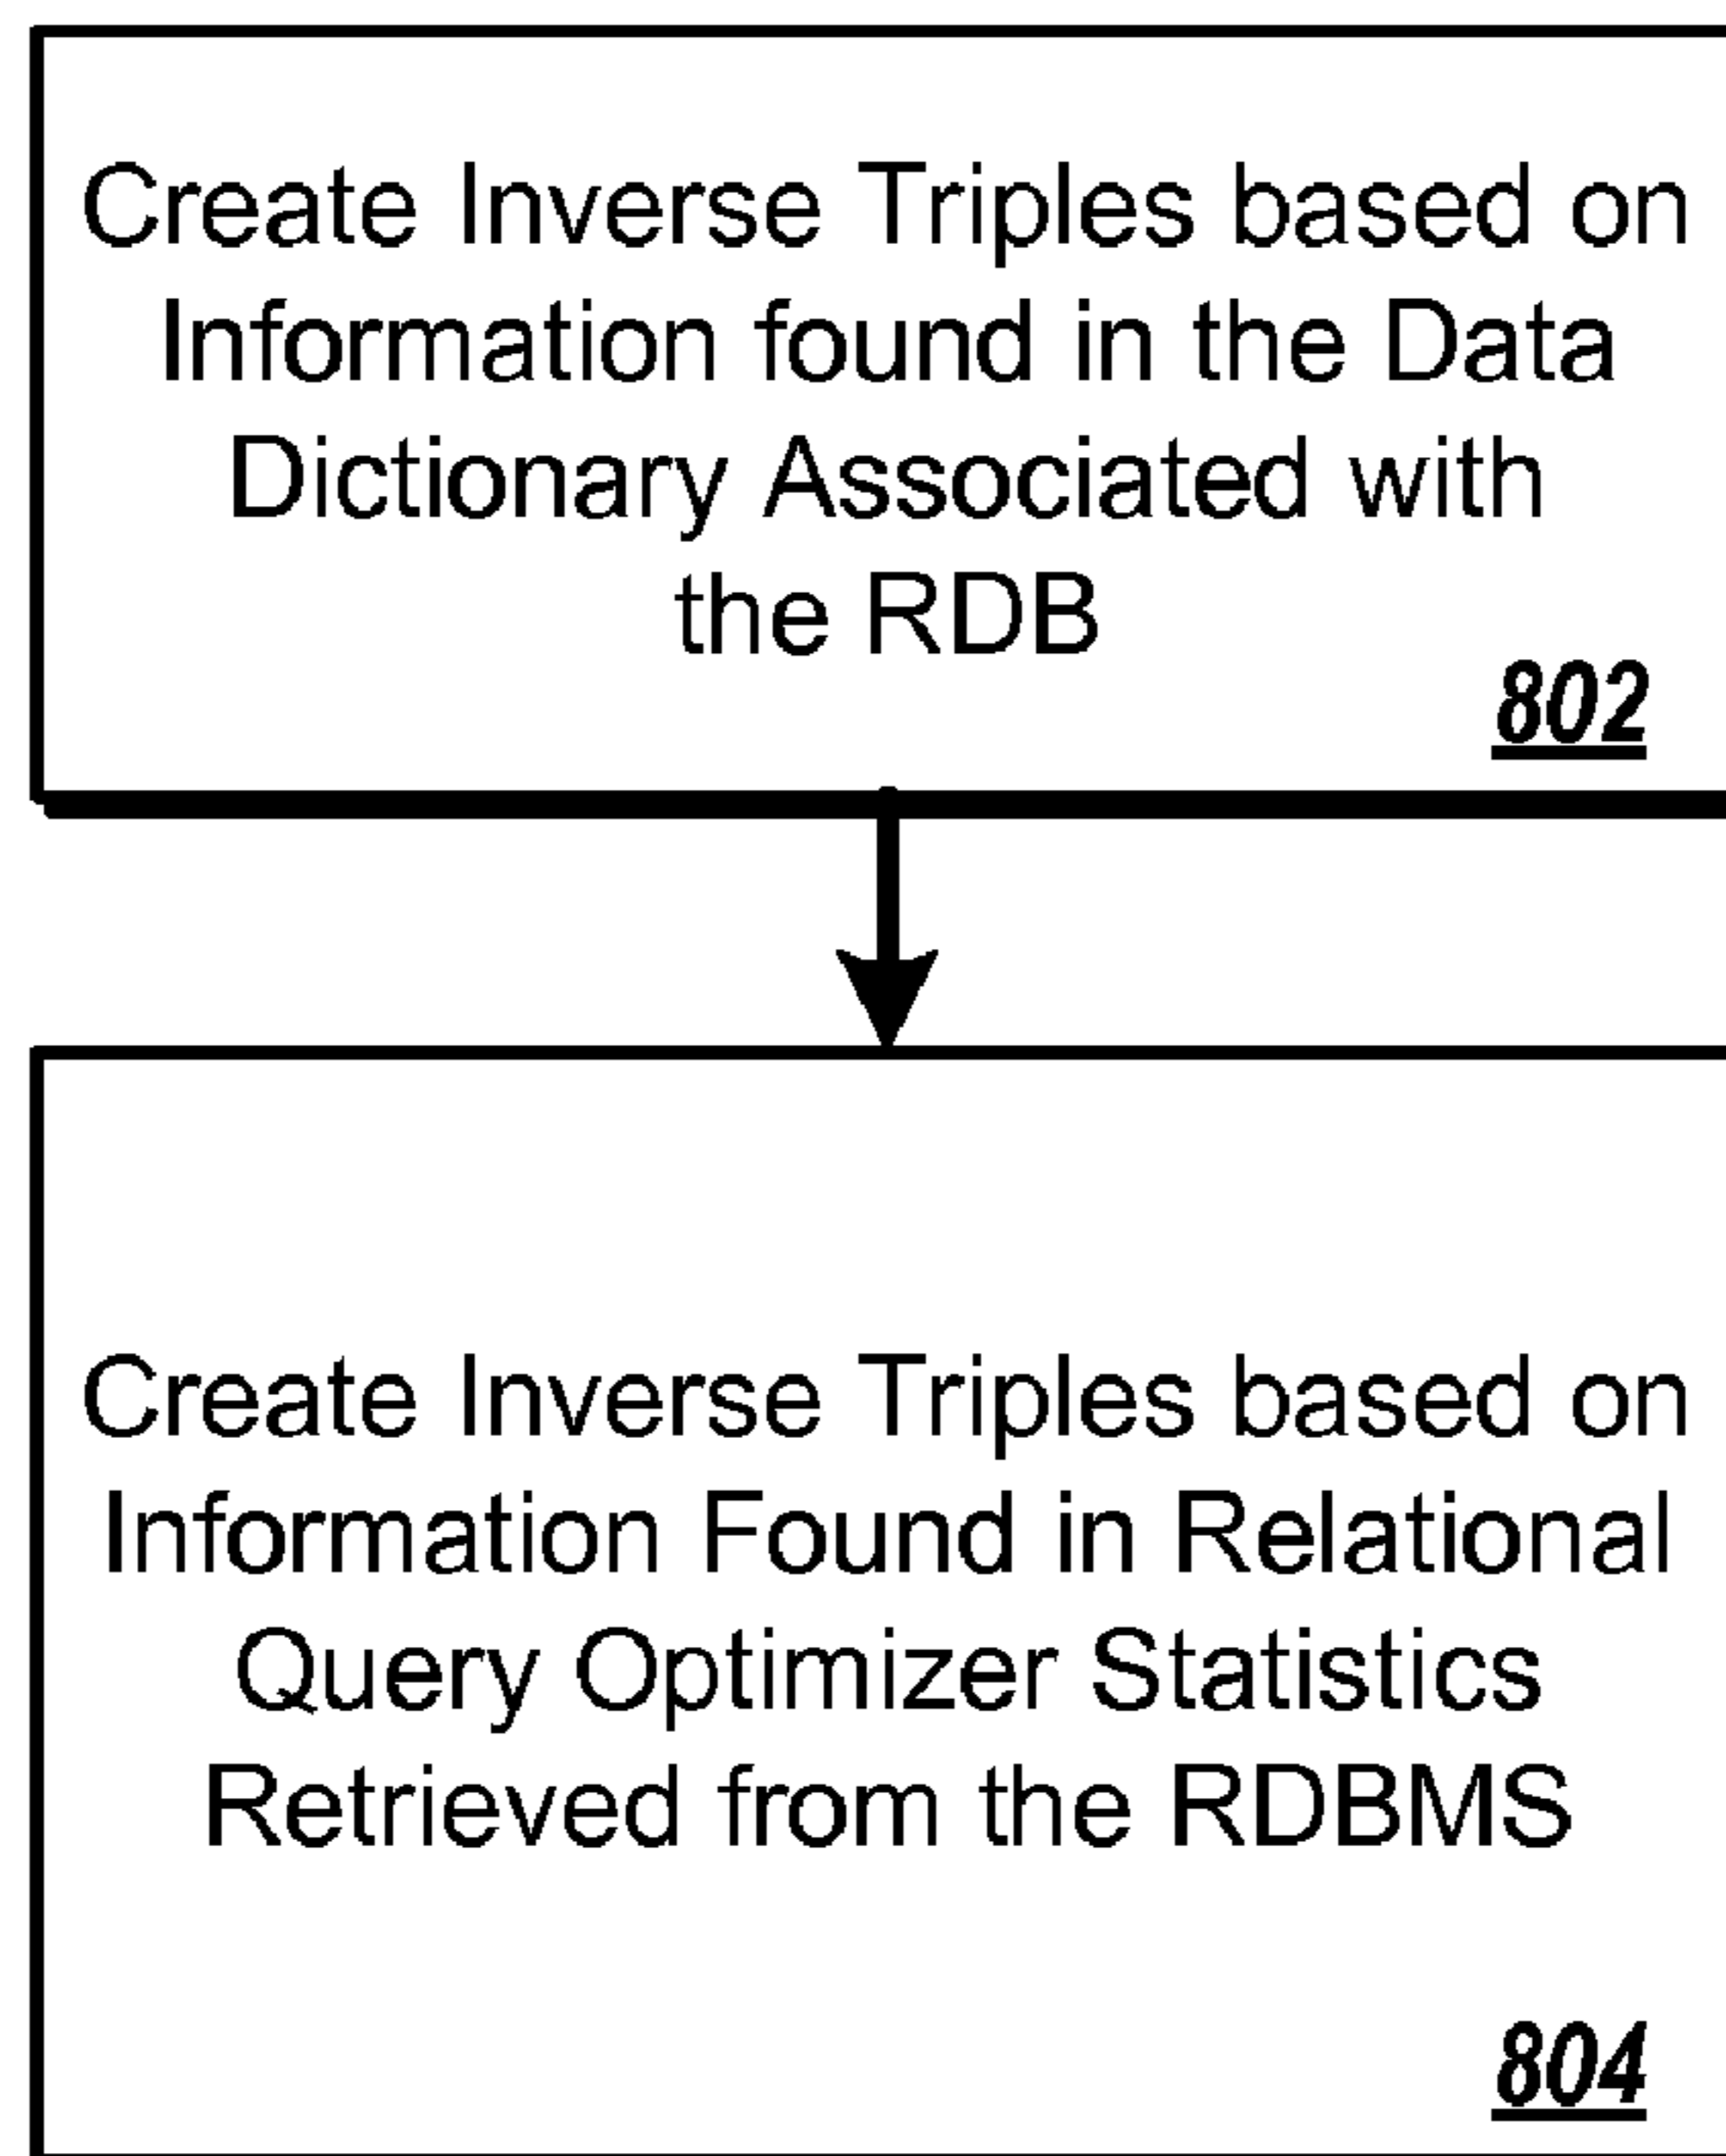 Create Inverse Triples based on
Information found in the Data
Dictionary Associated with
the RDB
802
Create Inverse Triples based on
Information Found in Relational
Query Optimizer Statistics
Retrieved from the RDBMS
804